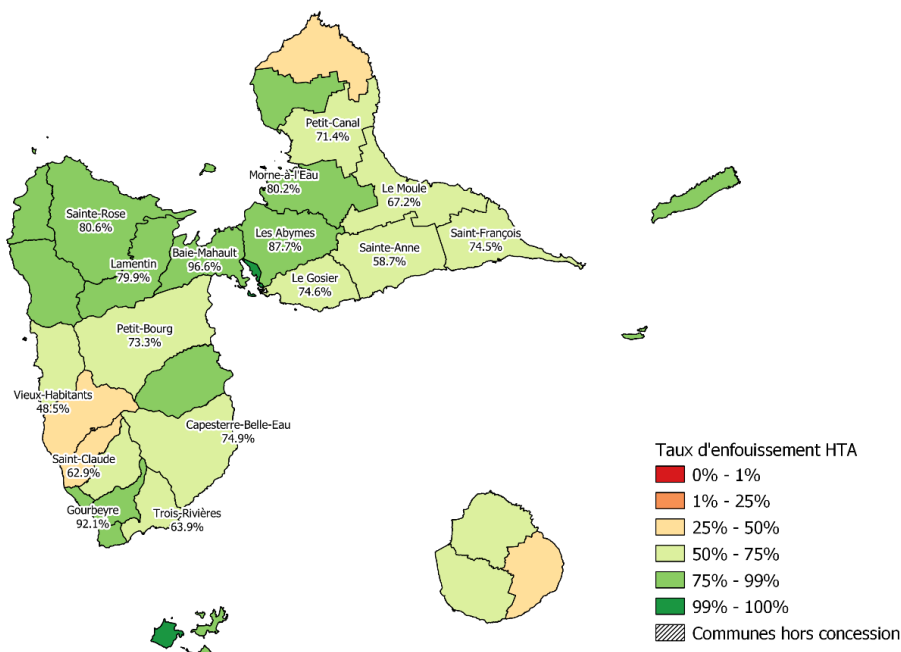 Petit-Canal
71.4%
Morne-à-l'Eau
80.2%
Le Moule
67.2%
Sainte-Rose
80.6%
Les Abymes
87.7%
Saint-François
74.5%
Baie-Mahault
96.6%
Sainte-Anne
58.7%
Lamentin
79.9%
Le Gosier
74.6%
Petit-Bourg
73.3%
Vieux-Habitants
48.5%
Capesterre-Belle-Eau
74.9%
Saint-Claude
62.9%
Gourbeyre
92.1%
Trois-Rivières
63.9%
Taux d'enfouissement HTA
0% - 1%
1% - 25%
25% - 50%
50% - 75%
75% - 99%
99% - 100%
Communes hors concession